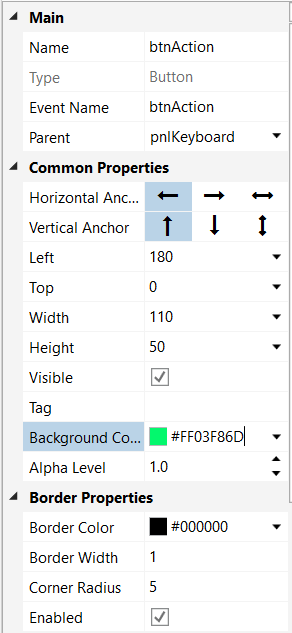 Main
Name btnAction
Type Button
Event Name btnAction
Parent pnlKeyboard
Common Properties
Horizontal Anc...
Vertical Anchor
Left 180
Top 0
Width 110
Height 50
Visible
Tag
Background Co... #FF03F86D
Alpha Level 1.0
Border Properties
Border Color #000000
Border Width 1
Corner Radius 5
Enabled